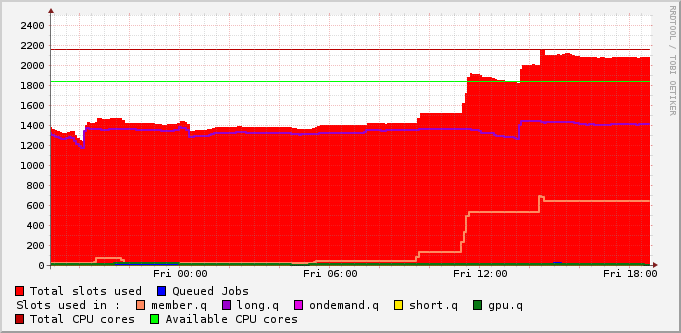 2400
2200
2000
1800
1600
1400
1200
1000
800
600
400
200
0
Fri 00:00 Fri 06:00 Fri 12:00 Fri 18:00
Total slots used Queued Jobs
Slots used in : member.q long.q ondemand.q short.q gpu.q
Total CPU cores Available CPU cores
RRDTOOL / TOBI OETIKER